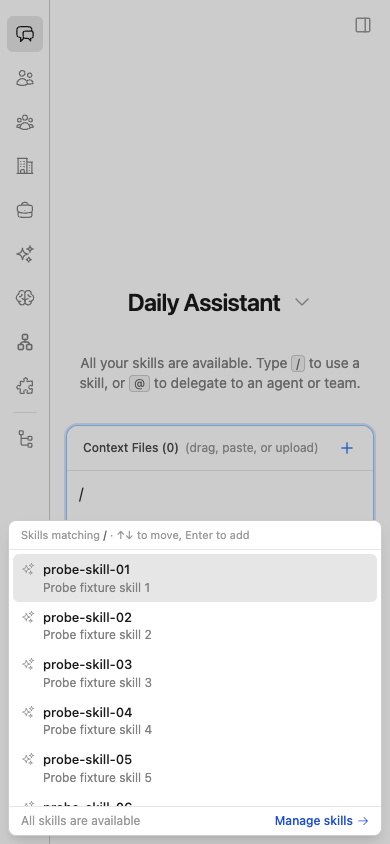 Daily Assistant
All your skills are available. Type / to use a
skill, or @ to delegate to an agent or team.
Context Files (0) (drag, paste, or upload)
/
Skills matching / · ↑↓ to move, Enter to add
probe-skill-01
Probe fixture skill 1
probe-skill-02
Probe fixture skill 2
probe-skill-03
Probe fixture skill 3
probe-skill-04
Probe fixture skill 4
probe-skill-05
Probe fixture skill 5
All skills are available Manage skills →